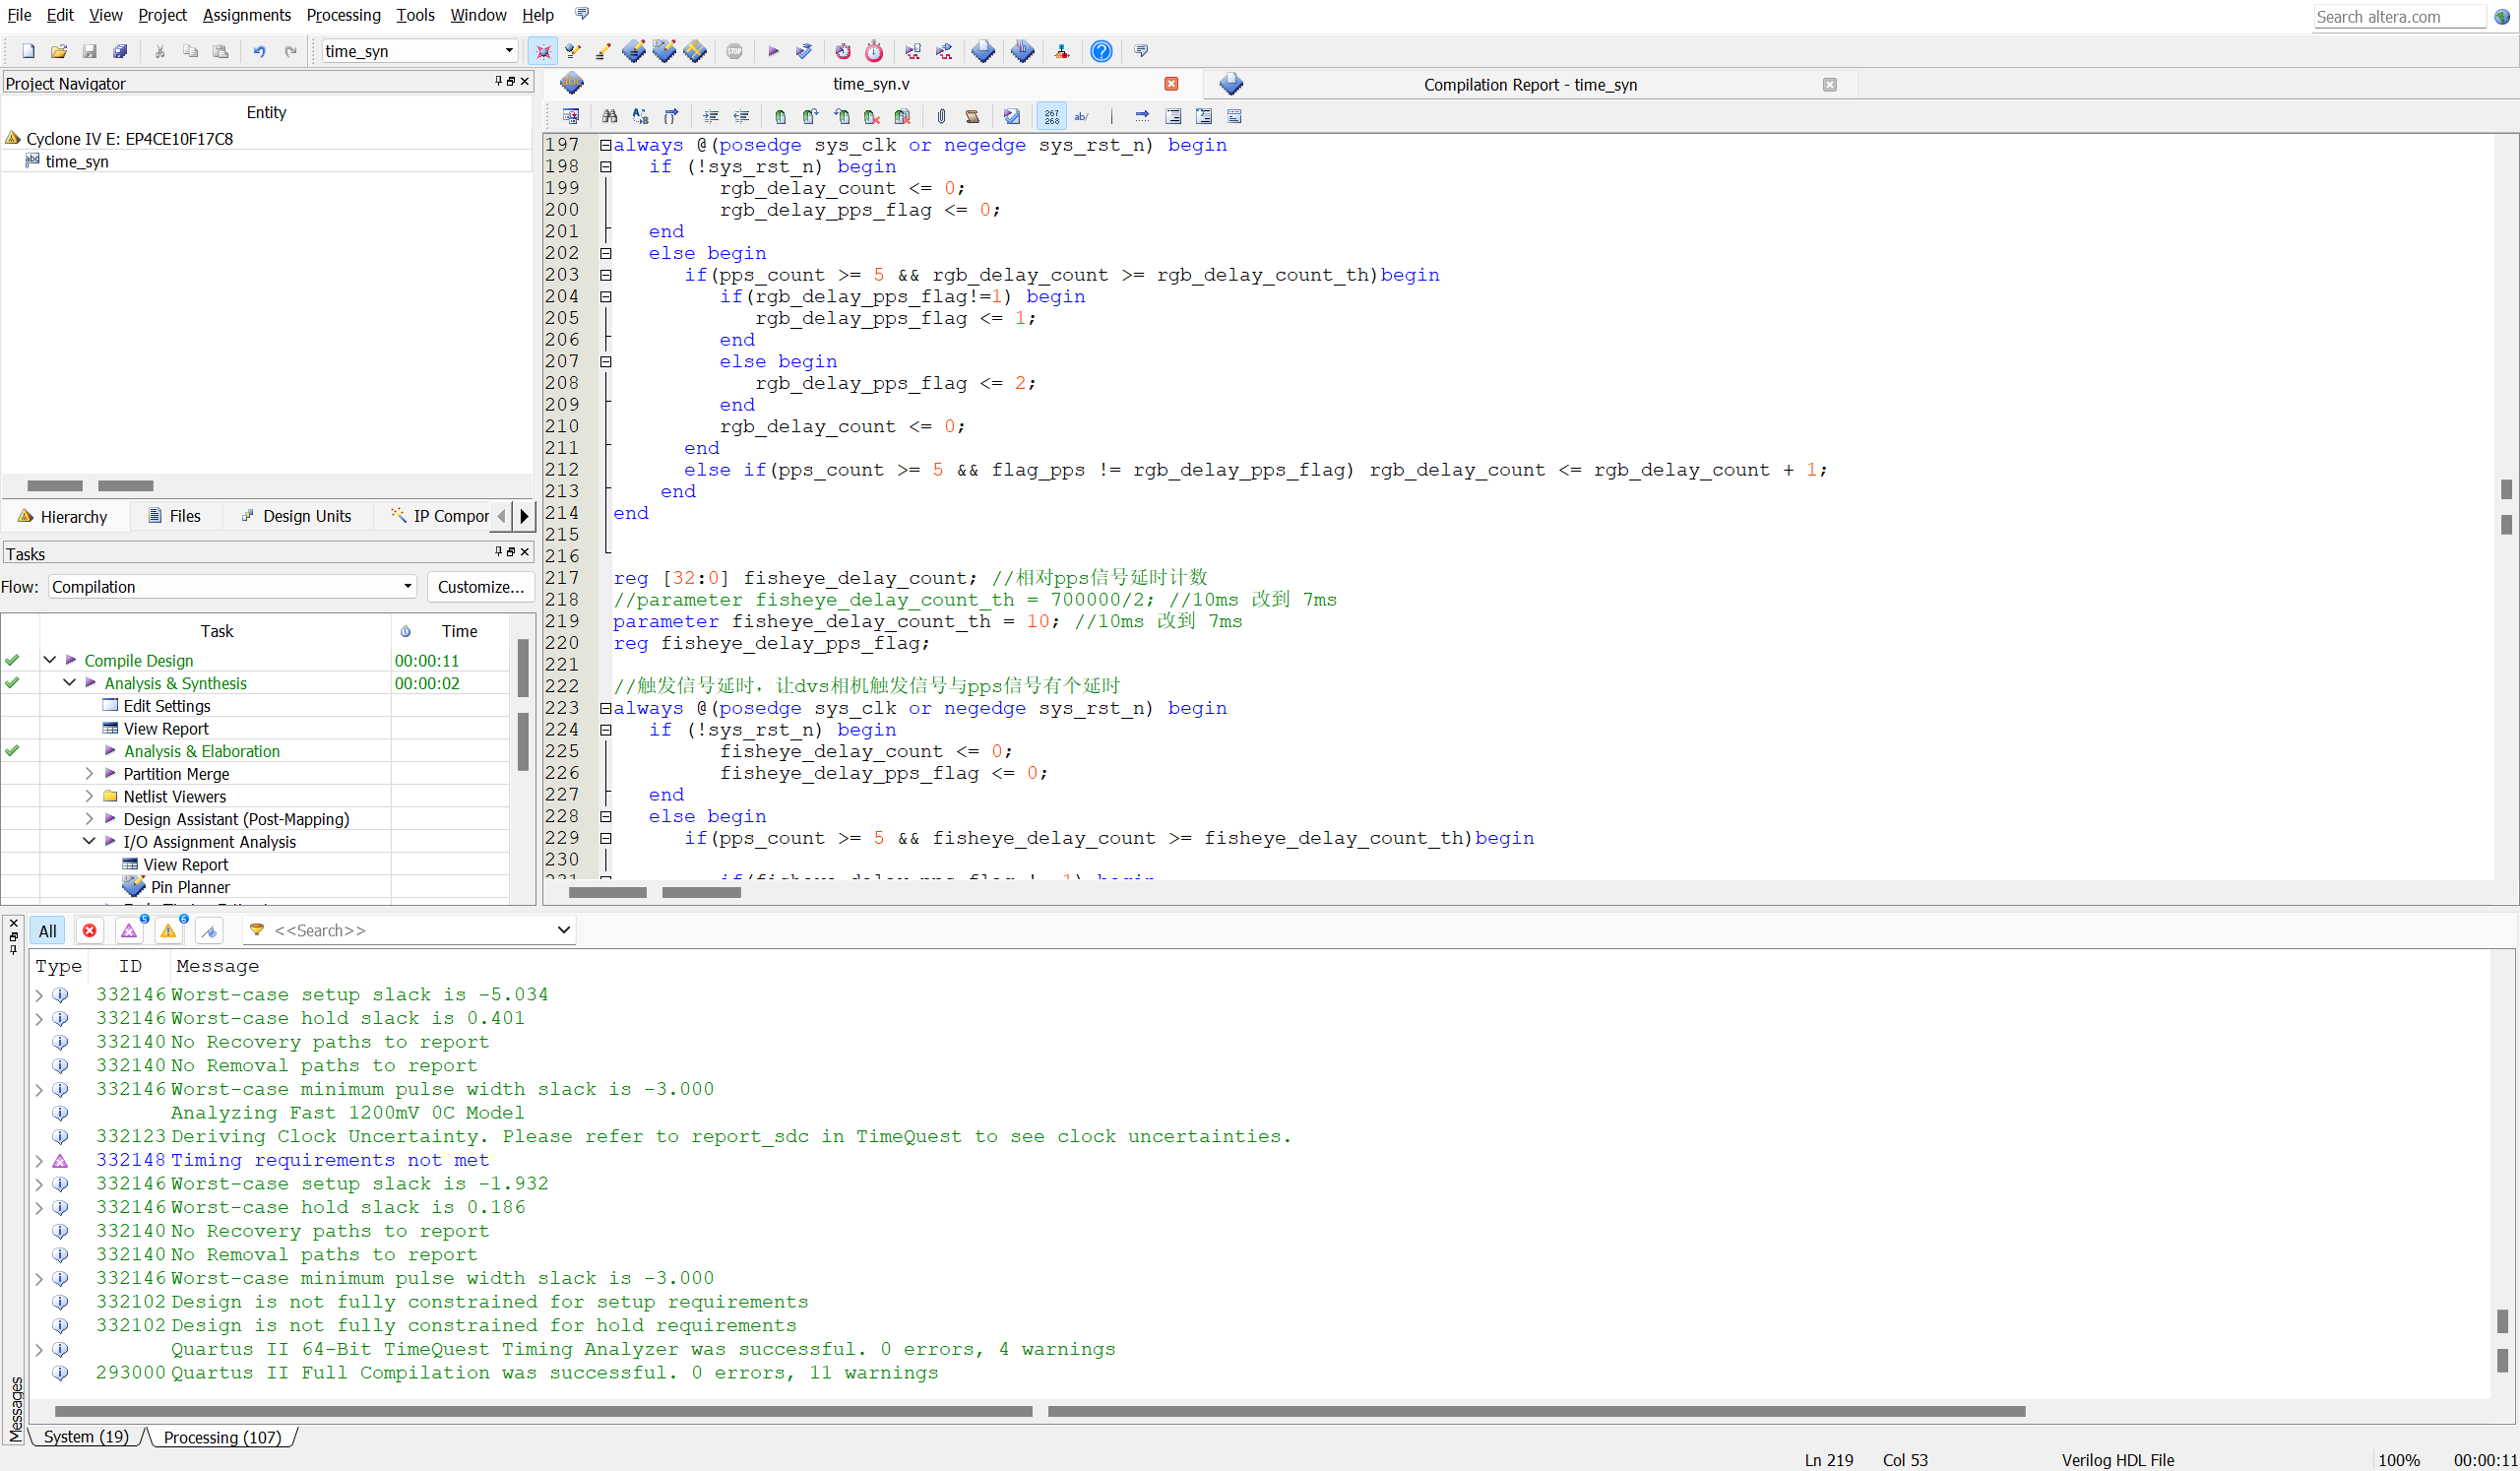 File Edit View Project Assignments Processing Tools Window Help
Search altera.com
time_syn
Project Navigator
Entity
Cyclone IV E: EP4CE10F17C8
time_syn
Hierarchy Files Design Units IP Compor
Tasks
Flow: Compilation Customize...
Task Time
Compile Design 00:00:11
Analysis & Synthesis 00:00:02
Edit Settings
View Report
Analysis & Elaboration
Partition Merge
Netlist Viewers
Design Assistant (Post-Mapping)
I/O Assignment Analysis
View Report
Pin Planner
time_syn.v
Compilation Report - time_syn
267
268
ab/
197 always @(posedge sys_clk or negedge sys_rst_n) begin
198 if (!sys_rst_n) begin
199 rgb_delay_count <= 0;
200 rgb_delay_pps_flag <= 0;
201 end
202 else begin
203 if(pps_count >= 5 && rgb_delay_count >= rgb_delay_count_th)begin
204 if(rgb_delay_pps_flag!=1) begin
205 rgb_delay_pps_flag <= 1;
206 end
207 else begin
208 rgb_delay_pps_flag <= 2;
209 end
210 rgb_delay_count <= 0;
211 end
212 else if(pps_count >= 5 && flag_pps != rgb_delay_pps_flag) rgb_delay_count <= rgb_delay_count + 1;
213 end
214 end
215
216
217 reg [32:0] fisheye_delay_count; //相对pps信号延时计数
218 //parameter fisheye_delay_count_th = 700000/2; //10ms 改到 7ms
219 parameter fisheye_delay_count_th = 10; //10ms 改到 7ms
220 reg fisheye_delay_pps_flag;
221
222 //触发信号延时，让dvs相机触发信号与pps信号有个延时
223 always @(posedge sys_clk or negedge sys_rst_n) begin
224 if (!sys_rst_n) begin
225 fisheye_delay_count <= 0;
226 fisheye_delay_pps_flag <= 0;
227 end
228 else begin
229 if(pps_count >= 5 && fisheye_delay_count >= fisheye_delay_count_th)begin
230
All 5 6 <<Search>>
Type ID Message
332146 Worst-case setup slack is -5.034
332146 Worst-case hold slack is 0.401
332140 No Recovery paths to report
332140 No Removal paths to report
332146 Worst-case minimum pulse width slack is -3.000
Analyzing Fast 1200mV 0C Model
332123 Deriving Clock Uncertainty. Please refer to report_sdc in TimeQuest to see clock uncertainties.
332148 Timing requirements not met
332146 Worst-case setup slack is -1.932
332146 Worst-case hold slack is 0.186
332140 No Recovery paths to report
332140 No Removal paths to report
332146 Worst-case minimum pulse width slack is -3.000
332102 Design is not fully constrained for setup requirements
332102 Design is not fully constrained for hold requirements
Quartus II 64-Bit TimeQuest Timing Analyzer was successful. 0 errors, 4 warnings
293000 Quartus II Full Compilation was successful. 0 errors, 11 warnings
Messages
System (19) Processing (107)
Ln 219 Col 53 Verilog HDL File 100% 00:00:11